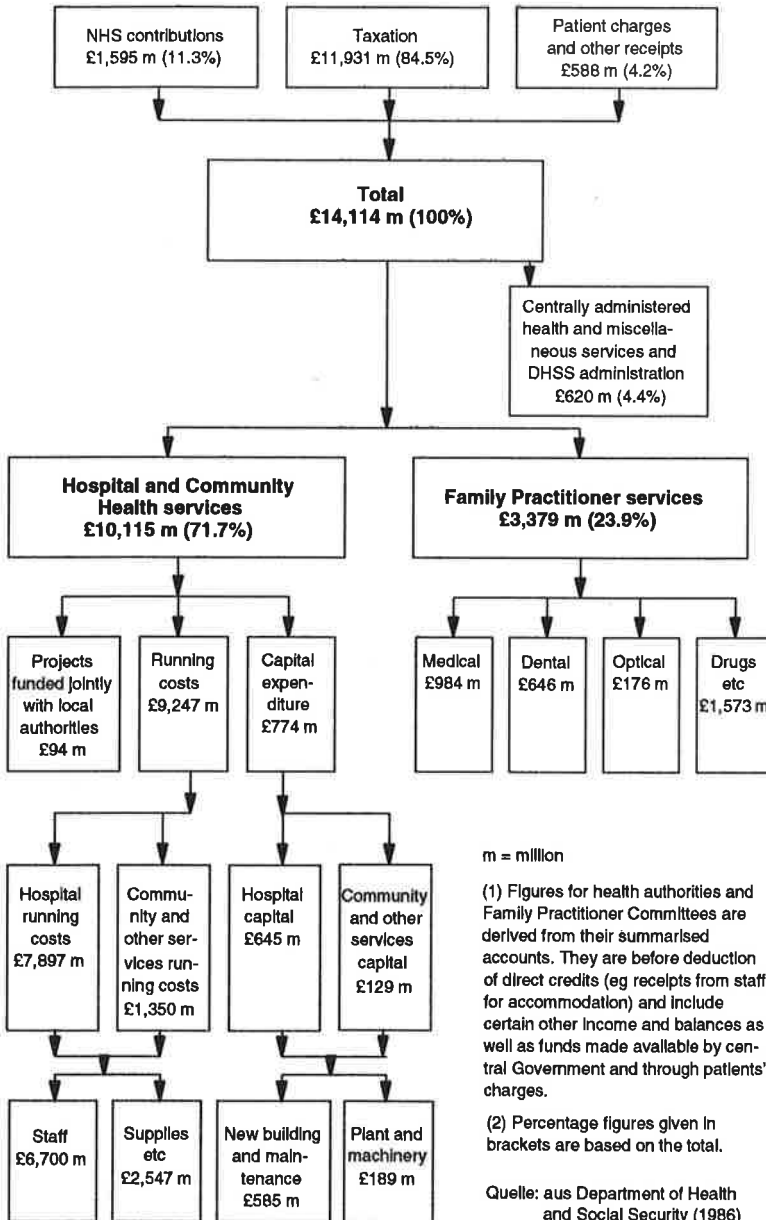 NHS contributions
£1,595 m (11.3%)
Taxation
£11,931 m (84.5%)
Patient charges
and other receipts
£588 m (4.2%)
Total
£14,114 m (100%)
Centrally administered
health and miscella-
neous services and
DHSS administration
£620 m (4.4%)
Hospital and Community
Health services
£10,115 m (71.7%)
Family Practitioner services
£3,379 m (23.9%)
Projects
funded jointly
with local
authorities
£94 m
Running
costs
£9,247 m
Capital
expen-
diture
£774 m
Medical
£984 m
Dental
£646 m
Optical
£176 m
Drugs
etc
£1,573 m
Hospital
running
costs
£7,897 m
Commu-
nity and
other ser-
vices run-
ning costs
£1,350 m
Hospital
capital
£645 m
Community
and other
services
capital
£129 m
Staff
£6,700 m
Supplies
etc
£2,547 m
New building
and main-
tenance
£585 m
Plant and
machinery
£189 m
m = million
(1) Figures for health authorities and
Family Practitioner Committees are
derived from their summarised
accounts. They are before deduction
of direct credits (eg receipts from staff
for accommodation) and include
certain other income and balances as
well as funds made available by cen-
tral Government and through patients'
charges.
(2) Percentage figures given in
brackets are based on the total.
Quelle: aus Department of Health
and Social Security (1986)